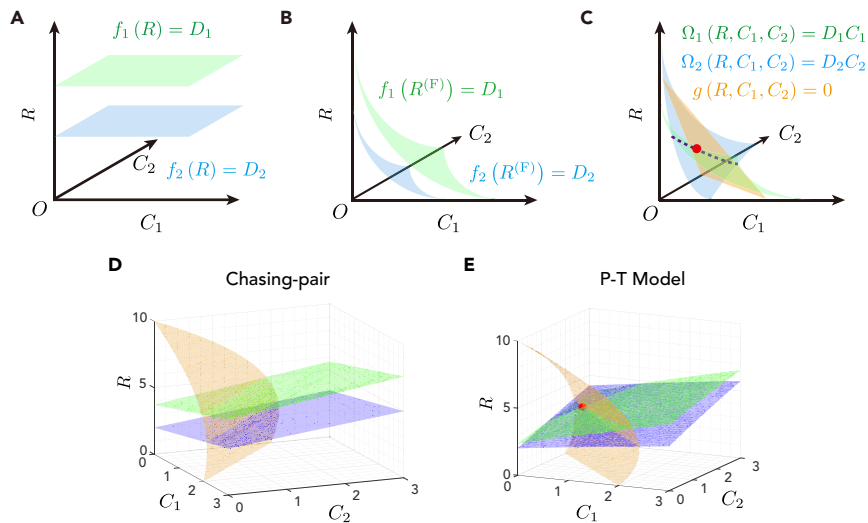 A
f₁ (R) = D₁
R
C₂
f₂ (R) = D₂
O
C₁
B
f₁ (R⁽ᶠ⁾) = D₁
R
C₂
f₂ (R⁽ᶠ⁾) = D₂
O
C₁
C
Ω₁ (R, C₁, C₂) = D₁C₁
Ω₂ (R, C₁, C₂) = D₂C₂
g (R, C₁, C₂) = 0
R
C₂
O
C₁
D
Chasing-pair
10
5
0
R
0
1
2
3
C₁
0
1
2
3
C₂
E
P-T Model
10
5
0
R
0
1
2
3
C₁
0
1
2
3
C₂